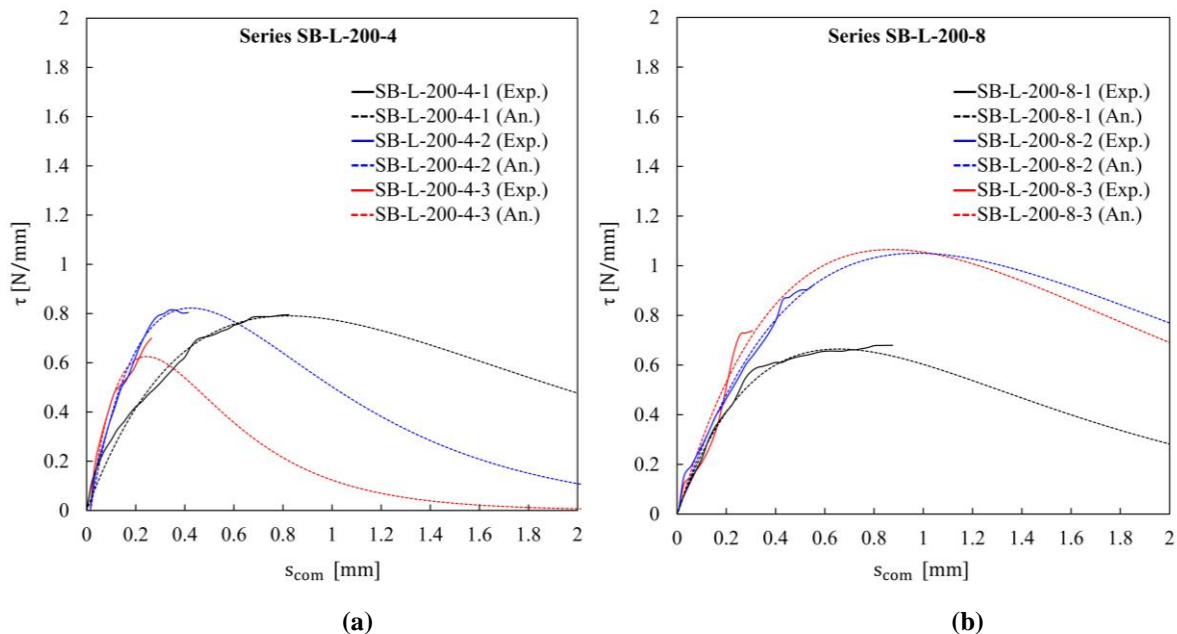 Series SB-L-200-4
2
1.8
1.6
1.4
1.2
1
0.8
0.6
0.4
0.2
0
τ [N/mm]
SB-L-200-4-1 (Exp.)
SB-L-200-4-1 (An.)
SB-L-200-4-2 (Exp.)
SB-L-200-4-2 (An.)
SB-L-200-4-3 (Exp.)
SB-L-200-4-3 (An.)
0 0.2 0.4 0.6 0.8 1 1.2 1.4 1.6 1.8 2
s_com [mm]
(a)
Series SB-L-200-8
2
1.8
1.6
1.4
1.2
1
0.8
0.6
0.4
0.2
0
τ [N/mm]
SB-L-200-8-1 (Exp.)
SB-L-200-8-1 (An.)
SB-L-200-8-2 (Exp.)
SB-L-200-8-2 (An.)
SB-L-200-8-3 (Exp.)
SB-L-200-8-3 (An.)
0 0.2 0.4 0.6 0.8 1 1.2 1.4 1.6 1.8 2
s_com [mm]
(b)